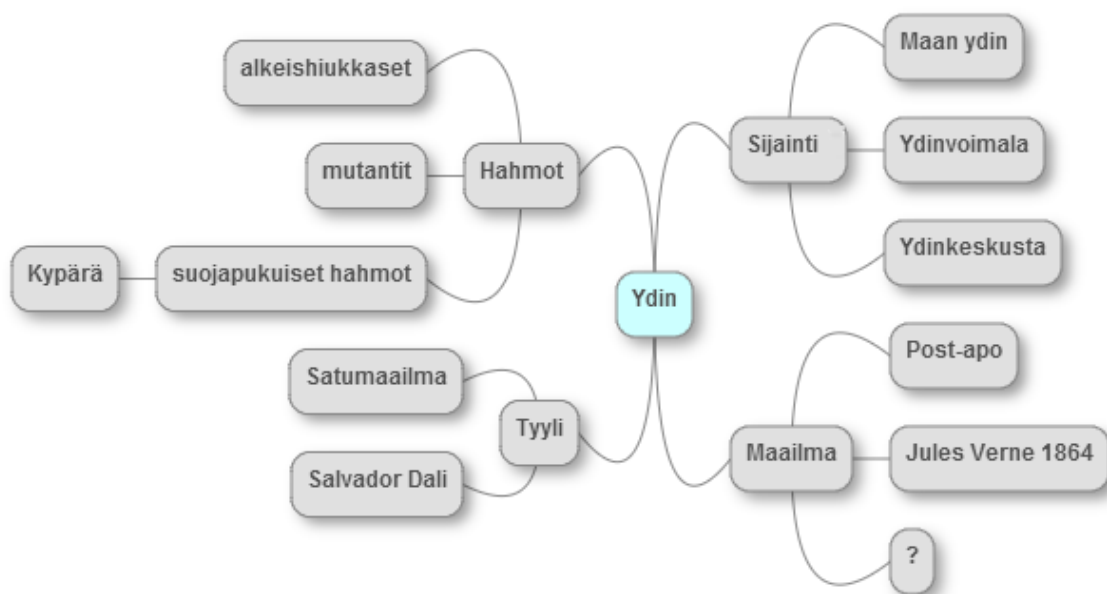 Maan ydin
alkeishiukkaset
Sijainti
Ydinvoimala
mutantit
Hahmot
Ydinkeskusta
Kypärä
suojapukuiset hahmot
Ydin
Post-apo
Satumaailma
Tyyli
Maailma
Jules Verne 1864
Salvador Dali
?